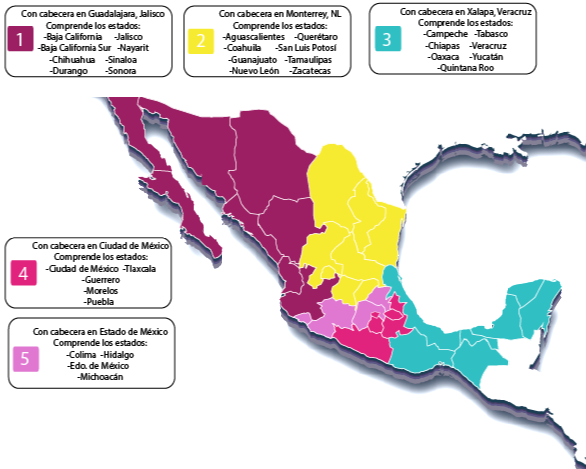 Con cabecera en Guadalajara, Jalisco
Comprende los estados:
1
-Baja California -Jalisco
-Baja California Sur -Nayarit
-Chihuahua -Sinaloa
-Durango -Sonora
Con cabecera en Monterrey, NL
Comprende los estados:
2
-Aguascalientes -Querétaro
-Coahuila -San Luis Potosí
-Guanajuato -Tamaulipas
-Nuevo León -Zacatecas
Con cabecera en Xalapa, Veracruz
Comprende los estados:
3
-Campeche -Tabasco
-Chiapas -Veracruz
-Oaxaca -Yucatán
-Quintana Roo
Con cabecera en Ciudad de México
Comprende los estados:
4
-Ciudad de México -Tlaxcala
-Guerrero
-Morelos
-Puebla
Con cabecera en Estado de México
Comprende los estados:
5
-Colima -Hidalgo
-Edo. de México
-Michoacán